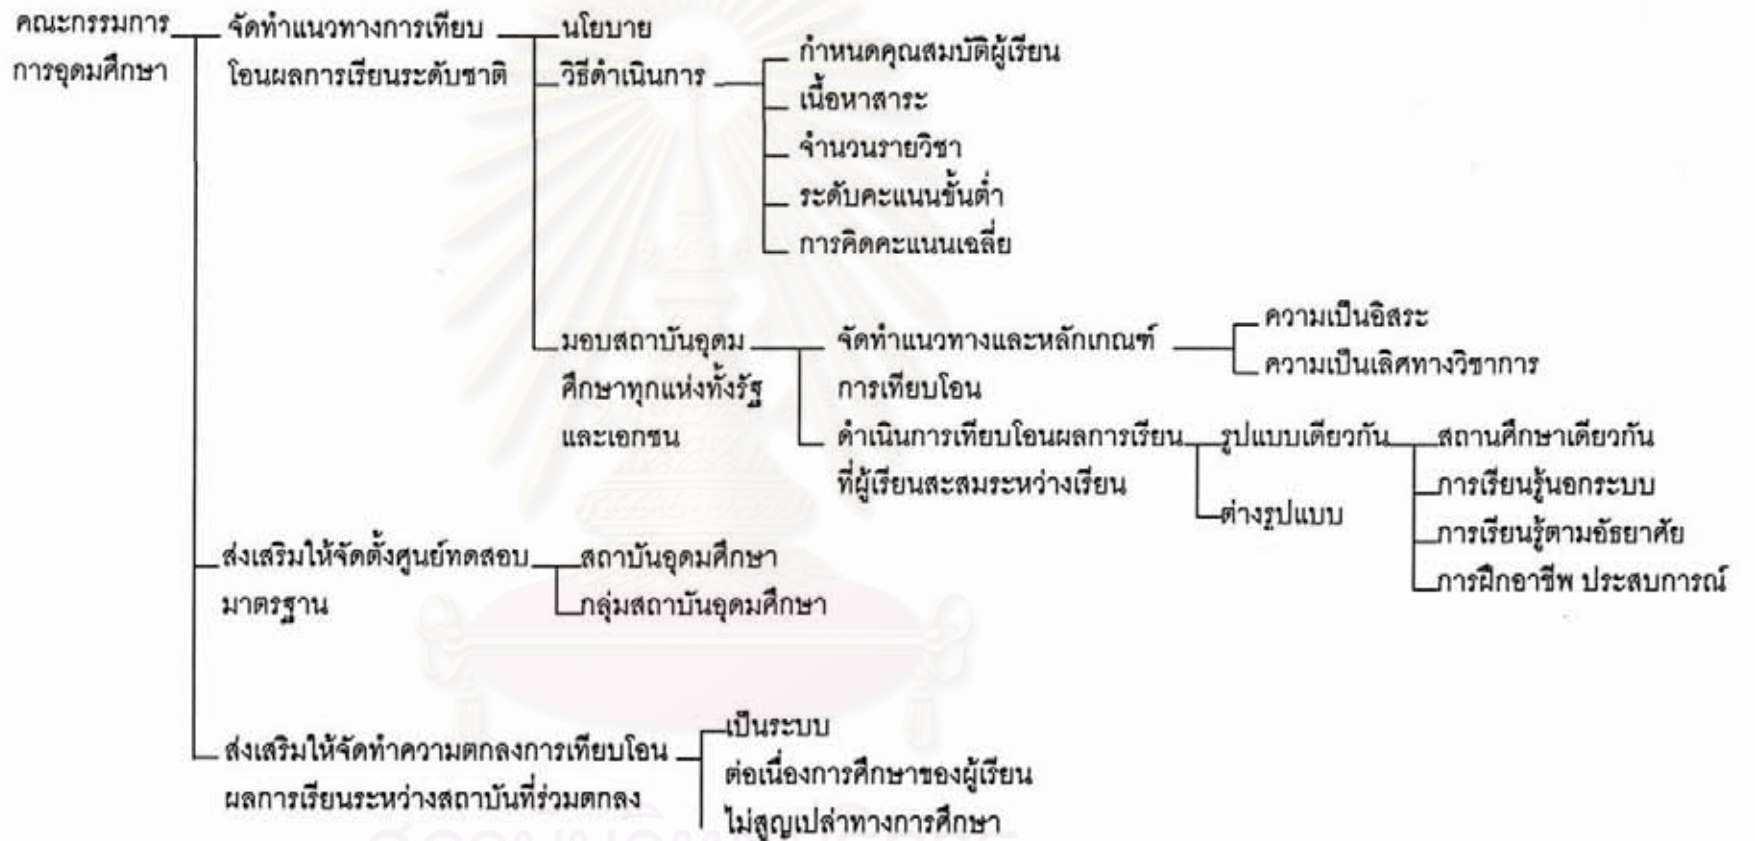 คณะกรรมการ
การอุดมศึกษา
จัดทำแนวทางการเทียบ
โอนผลการเรียนระดับชาติ
นโยบาย
วิธีดำเนินการ
กำหนดคุณสมบัติผู้เรียน
เนื้อหาสาระ
จำนวนรายวิชา
ระดับคะแนนขั้นต่ำ
การคิดคะแนนเฉลี่ย
มอบสถาบันอุดม
ศึกษาทุกแห่งทั้งรัฐ
และเอกชน
จัดทำแนวทางและหลักเกณฑ์
การเทียบโอน
ความเป็นอิสระ
ความเป็นเลิศทางวิชาการ
ดำเนินการเทียบโอนผลการเรียน
ที่ผู้เรียนสะสมระหว่างเรียน
รูปแบบเดียวกัน
ต่างรูปแบบ
สถานศึกษาเดียวกัน
การเรียนรู้นอกระบบ
การเรียนรู้ตามอัธยาศัย
การฝึกอาชีพ ประสบการณ์
ส่งเสริมให้จัดตั้งศูนย์ทดสอบ
มาตรฐาน
สถาบันอุดมศึกษา
กลุ่มสถาบันอุดมศึกษา
ส่งเสริมให้จัดทำความตกลงการเทียบโอน
ผลการเรียนระหว่างสถาบันที่ร่วมตกลง
เป็นระบบ
ต่อเนื่องการศึกษาของผู้เรียน
ไม่สูญเปล่าทางการศึกษา